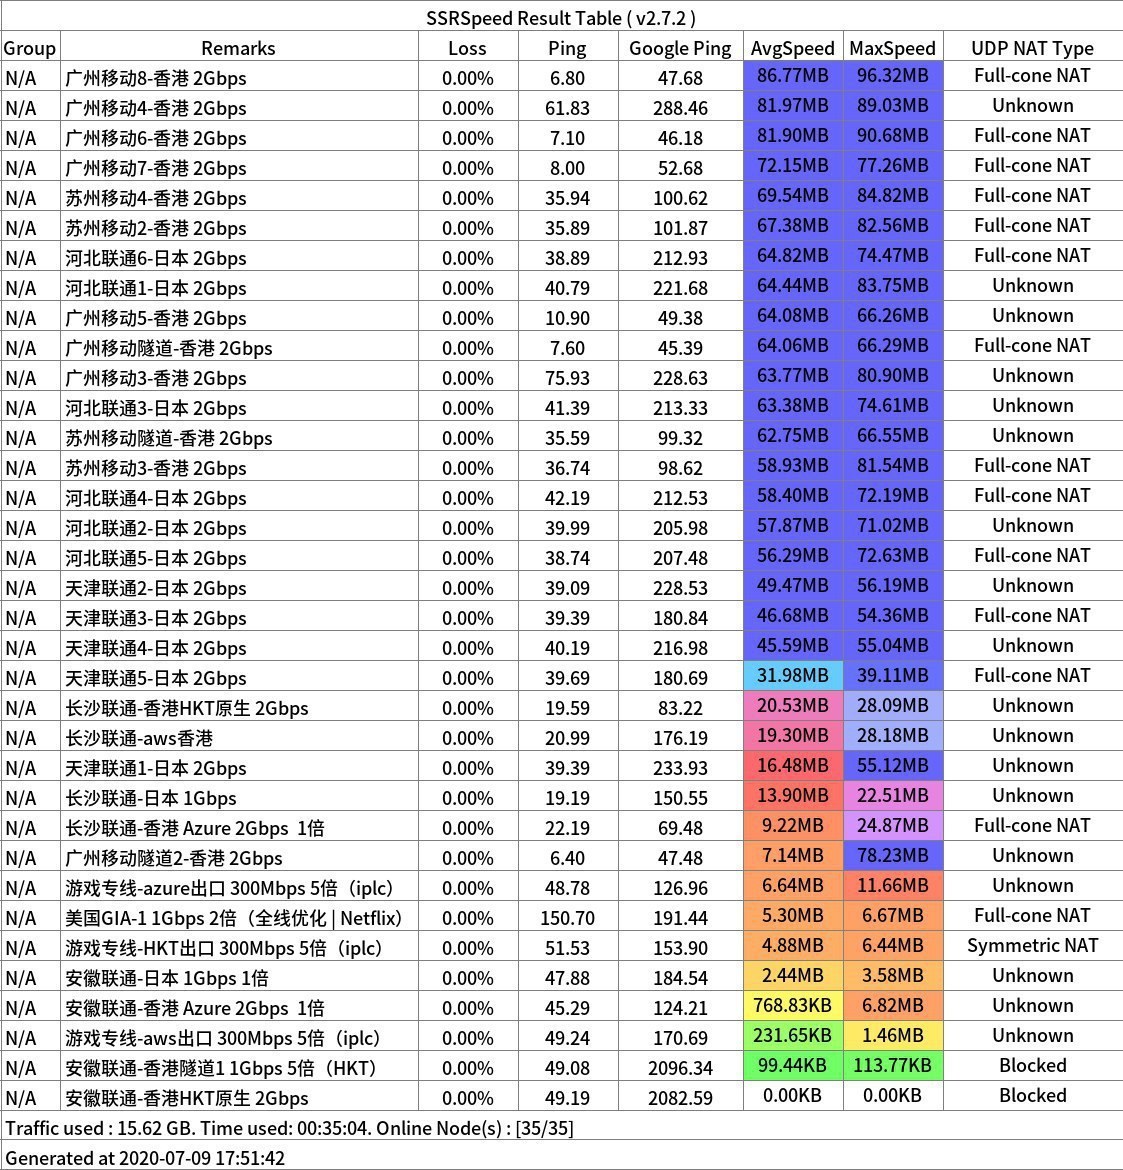 SSRSpeed Result Table ( v2.7.2 )
Group Remarks Loss Ping Google Ping AvgSpeed MaxSpeed UDP NAT Type
N/A 广州移动8-香港 2Gbps 0.00% 6.80 47.68 86.77MB 96.32MB Full-cone NAT
N/A 广州移动4-香港 2Gbps 0.00% 61.83 288.46 81.97MB 89.03MB Unknown
N/A 广州移动6-香港 2Gbps 0.00% 7.10 46.18 81.90MB 90.68MB Full-cone NAT
N/A 广州移动7-香港 2Gbps 0.00% 8.00 52.68 72.15MB 77.26MB Full-cone NAT
N/A 苏州移动4-香港 2Gbps 0.00% 35.94 100.62 69.54MB 84.82MB Full-cone NAT
N/A 苏州移动2-香港 2Gbps 0.00% 35.89 101.87 67.38MB 82.56MB Full-cone NAT
N/A 河北联通6-日本 2Gbps 0.00% 38.89 212.93 64.82MB 74.47MB Full-cone NAT
N/A 河北联通1-日本 2Gbps 0.00% 40.79 221.68 64.44MB 83.75MB Unknown
N/A 广州移动5-香港 2Gbps 0.00% 10.90 49.38 64.08MB 66.26MB Unknown
N/A 广州移动隧道-香港 2Gbps 0.00% 7.60 45.39 64.06MB 66.29MB Full-cone NAT
N/A 广州移动3-香港 2Gbps 0.00% 75.93 228.63 63.77MB 80.90MB Unknown
N/A 河北联通3-日本 2Gbps 0.00% 41.39 213.33 63.38MB 74.61MB Unknown
N/A 苏州移动隧道-香港 2Gbps 0.00% 35.59 99.32 62.75MB 66.55MB Unknown
N/A 苏州移动3-香港 2Gbps 0.00% 36.74 98.62 58.93MB 81.54MB Full-cone NAT
N/A 河北联通4-日本 2Gbps 0.00% 42.19 212.53 58.40MB 72.19MB Full-cone NAT
N/A 河北联通2-日本 2Gbps 0.00% 39.99 205.98 57.87MB 71.02MB Unknown
N/A 河北联通5-日本 2Gbps 0.00% 38.74 207.48 56.29MB 72.63MB Full-cone NAT
N/A 天津联通2-日本 2Gbps 0.00% 39.09 228.53 49.47MB 56.19MB Unknown
N/A 天津联通3-日本 2Gbps 0.00% 39.39 180.84 46.68MB 54.36MB Full-cone NAT
N/A 天津联通4-日本 2Gbps 0.00% 40.19 216.98 45.59MB 55.04MB Unknown
N/A 天津联通5-日本 2Gbps 0.00% 39.69 180.69 31.98MB 39.11MB Full-cone NAT
N/A 长沙联通-香港HKT原生 2Gbps 0.00% 19.59 83.22 20.53MB 28.09MB Unknown
N/A 长沙联通-aws香港 0.00% 20.99 176.19 19.30MB 28.18MB Unknown
N/A 天津联通1-日本 2Gbps 0.00% 39.39 233.93 16.48MB 55.12MB Unknown
N/A 长沙联通-日本 1Gbps 0.00% 19.19 150.55 13.90MB 22.51MB Unknown
N/A 长沙联通-香港 Azure 2Gbps 1倍 0.00% 22.19 69.48 9.22MB 24.87MB Full-cone NAT
N/A 广州移动隧道2-香港 2Gbps 0.00% 6.40 47.48 7.14MB 78.23MB Unknown
N/A 游戏专线-azure出口 300Mbps 5倍（iplc） 0.00% 48.78 126.96 6.64MB 11.66MB Unknown
N/A 美国GIA-1 1Gbps 2倍（全线优化 | Netflix） 0.00% 150.70 191.44 5.30MB 6.67MB Full-cone NAT
N/A 游戏专线-HKT出口 300Mbps 5倍（iplc） 0.00% 51.53 153.90 4.88MB 6.44MB Symmetric NAT
N/A 安徽联通-日本 1Gbps 1倍 0.00% 47.88 184.54 2.44MB 3.58MB Unknown
N/A 安徽联通-香港 Azure 2Gbps 1倍 0.00% 45.29 124.21 768.83KB 6.82MB Unknown
N/A 游戏专线-aws出口 300Mbps 5倍（iplc） 0.00% 49.24 170.69 231.65KB 1.46MB Unknown
N/A 安徽联通-香港隧道1 1Gbps 5倍（HKT） 0.00% 49.08 2096.34 99.44KB 113.77KB Blocked
N/A 安徽联通-香港HKT原生 2Gbps 0.00% 49.19 2082.59 0.00KB 0.00KB Blocked
Traffic used : 15.62 GB. Time used: 00:35:04. Online Node(s) : [35/35]
Generated at 2020-07-09 17:51:42